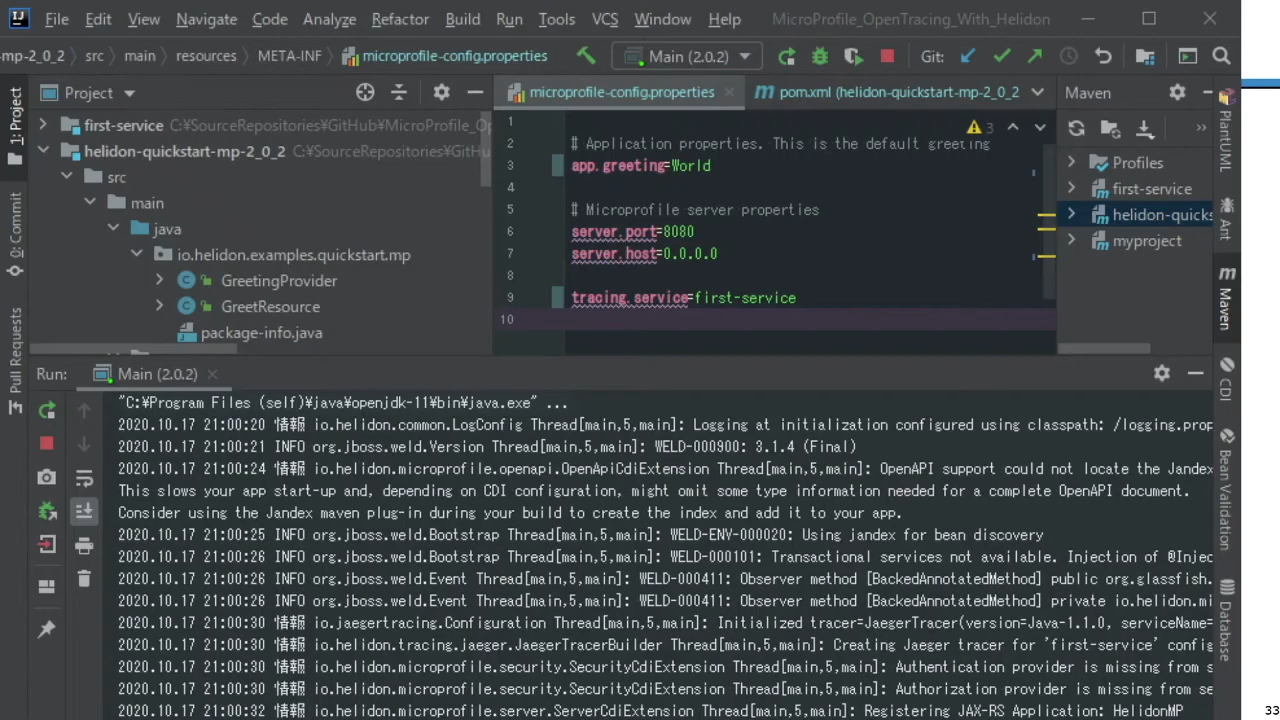 File Edit View Navigate Code Analyze Refactor Build Run Tools VCS Window Help MicroProfile_OpenTracing_With_Helidon
-mp-2_0_2 src main resources META-INF microprofile-config.properties Main (2.0.2) Git:
Project
microprofile-config.properties
pom.xml (helidon-quickstart-mp-2_0_2
Maven
1: Project
0: Commit
Pull Requests
first-service C:¥SourceRepositories¥GitHub¥MicroProfile_Op
helidon-quickstart-mp-2_0_2 C:¥SourceRepositories¥GitHu
src
main
java
io.helidon.examples.quickstart.mp
GreetingProvider
GreetResource
package-info.java
3
1
2 # Application properties. This is the default greeting
3 app.greeting=World
4
5 # Microprofile server properties
6 server.port=8080
7 server.host=0.0.0.0
8
9 tracing.service=first-service
10
Profiles
first-service
helidon-quicks
myproject
PlantUML
Ant
Maven
CDI
Bean Validation
Database
Run: Main (2.0.2)
"C:¥Program Files (self)¥java¥openjdk-11¥bin¥java.exe" ...
2020.10.17 21:00:20 情報 io.helidon.common.LogConfig Thread[main,5,main]: Logging at initialization configured using classpath: /logging.prop
2020.10.17 21:00:21 INFO org.jboss.weld.Version Thread[main,5,main]: WELD-000900: 3.1.4 (Final)
2020.10.17 21:00:24 情報 io.helidon.microprofile.openapi.OpenApiCdiExtension Thread[main,5,main]: OpenAPI support could not locate the Jandex
This slows your app start-up and, depending on CDI configuration, might omit some type information needed for a complete OpenAPI document.
Consider using the Jandex maven plug-in during your build to create the index and add it to your app.
2020.10.17 21:00:25 INFO org.jboss.weld.Bootstrap Thread[main,5,main]: WELD-ENV-000020: Using jandex for bean discovery
2020.10.17 21:00:26 INFO org.jboss.weld.Bootstrap Thread[main,5,main]: WELD-000101: Transactional services not available. Injection of @Injec
2020.10.17 21:00:26 INFO org.jboss.weld.Event Thread[main,5,main]: WELD-000411: Observer method [BackedAnnotatedMethod] public org.glassfish.
2020.10.17 21:00:26 INFO org.jboss.weld.Event Thread[main,5,main]: WELD-000411: Observer method [BackedAnnotatedMethod] private io.helidon.mi
2020.10.17 21:00:30 情報 io.jaegertracing.Configuration Thread[main,5,main]: Initialized tracer=JaegerTracer(version=Java-1.1.0, serviceName=
2020.10.17 21:00:30 情報 io.helidon.tracing.jaeger.JaegerTracerBuilder Thread[main,5,main]: Creating Jaeger tracer for 'first-service' config
2020.10.17 21:00:30 情報 io.helidon.microprofile.security.SecurityCdiExtension Thread[main,5,main]: Authentication provider is missing from s
2020.10.17 21:00:30 情報 io.helidon.microprofile.security.SecurityCdiExtension Thread[main,5,main]: Authorization provider is missing from se
2020.10.17 21:00:32 情報 io.helidon.microprofile.server.ServerCdiExtension Thread[main,5,main]: Registering JAX-RS Application: HelidonMP
33